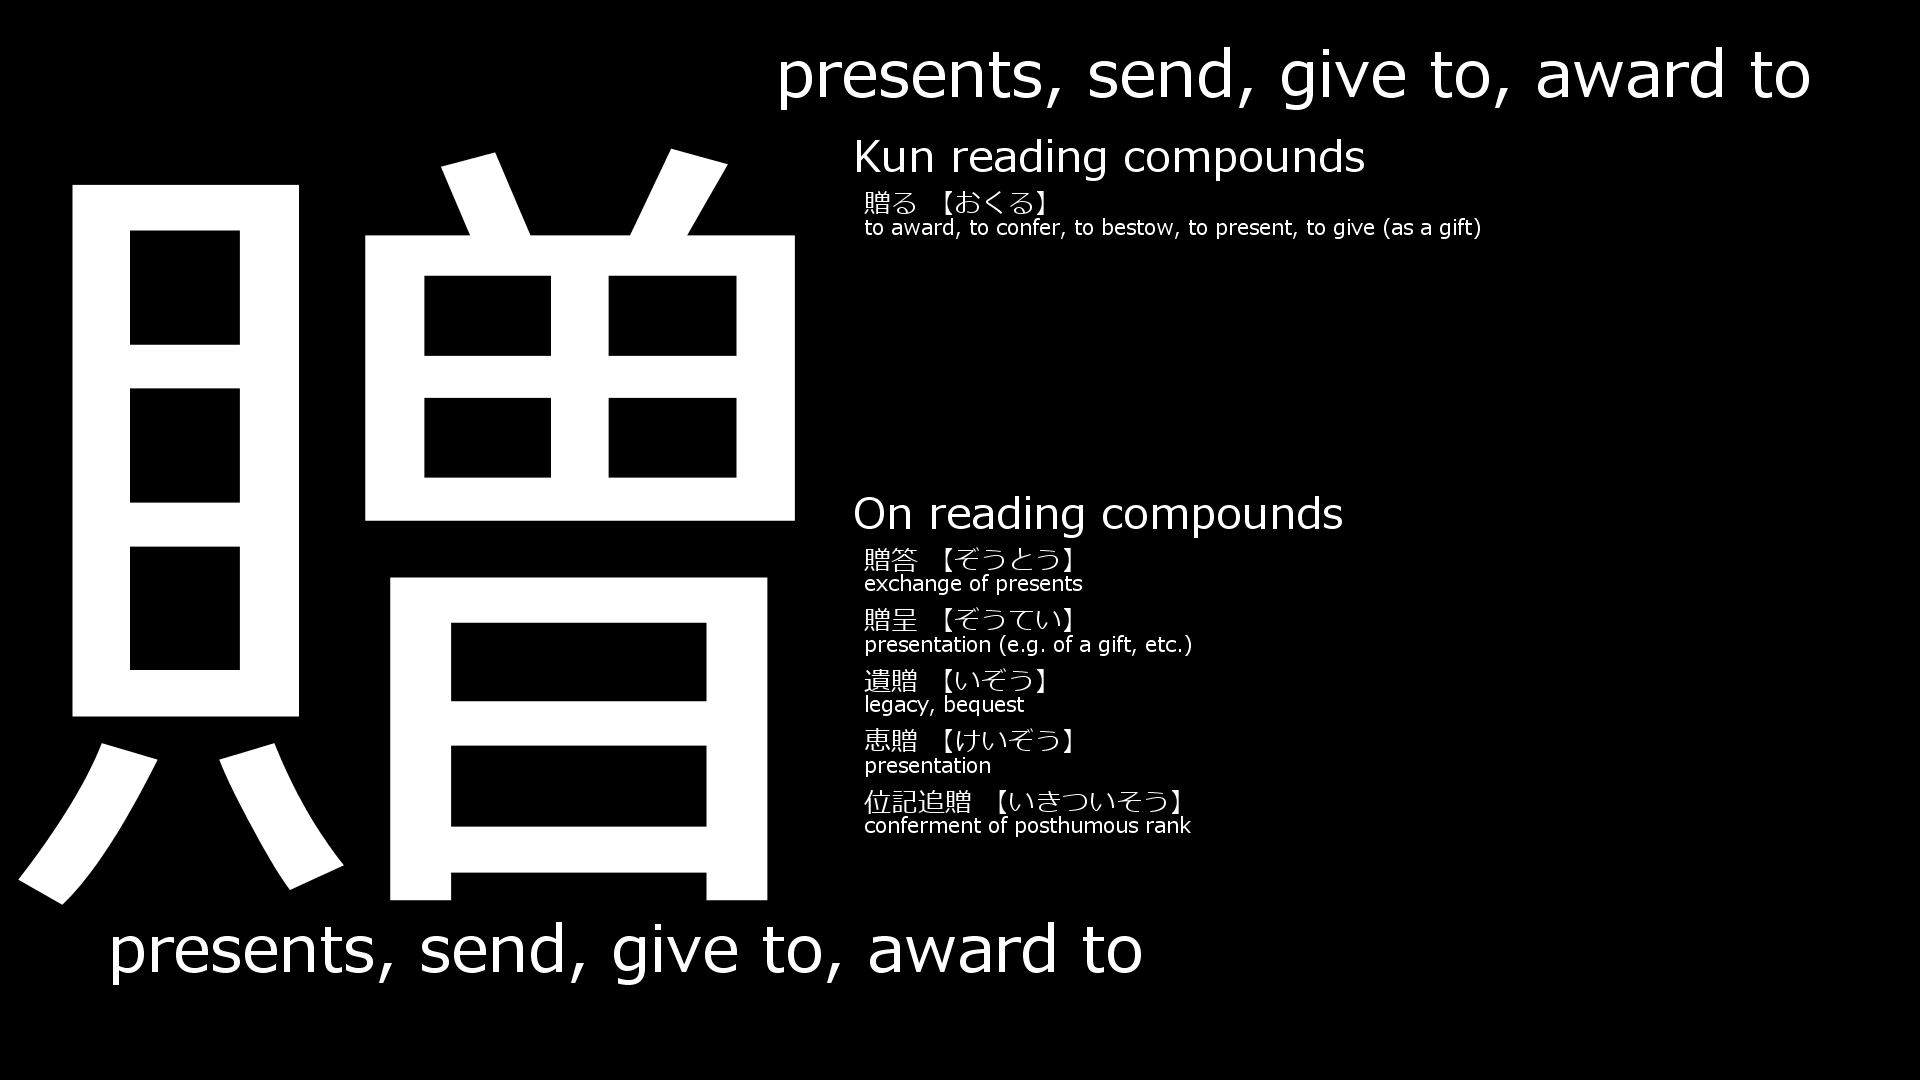 presents, send, give to, award to
贈
Kun reading compounds
贈る 【おくる】
to award, to confer, to bestow, to present, to give (as a gift)
On reading compounds
贈答 【ぞうとう】
exchange of presents
贈呈 【ぞうてい】
presentation (e.g. of a gift, etc.)
遺贈 【いぞう】
legacy, bequest
恵贈 【けいぞう】
presentation
位記追贈 【いきついそう】
conferment of posthumous rank
presents, send, give to, award to